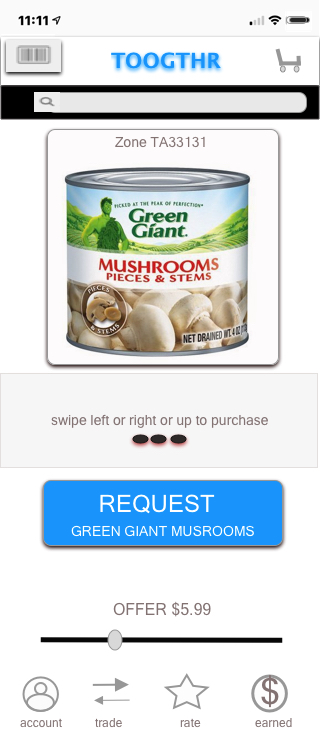 11:11
TOOGTHR
Zone TA33131
PICKED AT THE PEAK OF PERFECTION
Green
Giant.
MUSHROOMS
PIECES & STEMS
PIECES
& STEMS
NET DRAINED WT. 4 OZ
swipe left or right or up to purchase
REQUEST
GREEN GIANT MUSROOMS
OFFER $5.99
$
account trade rate earned